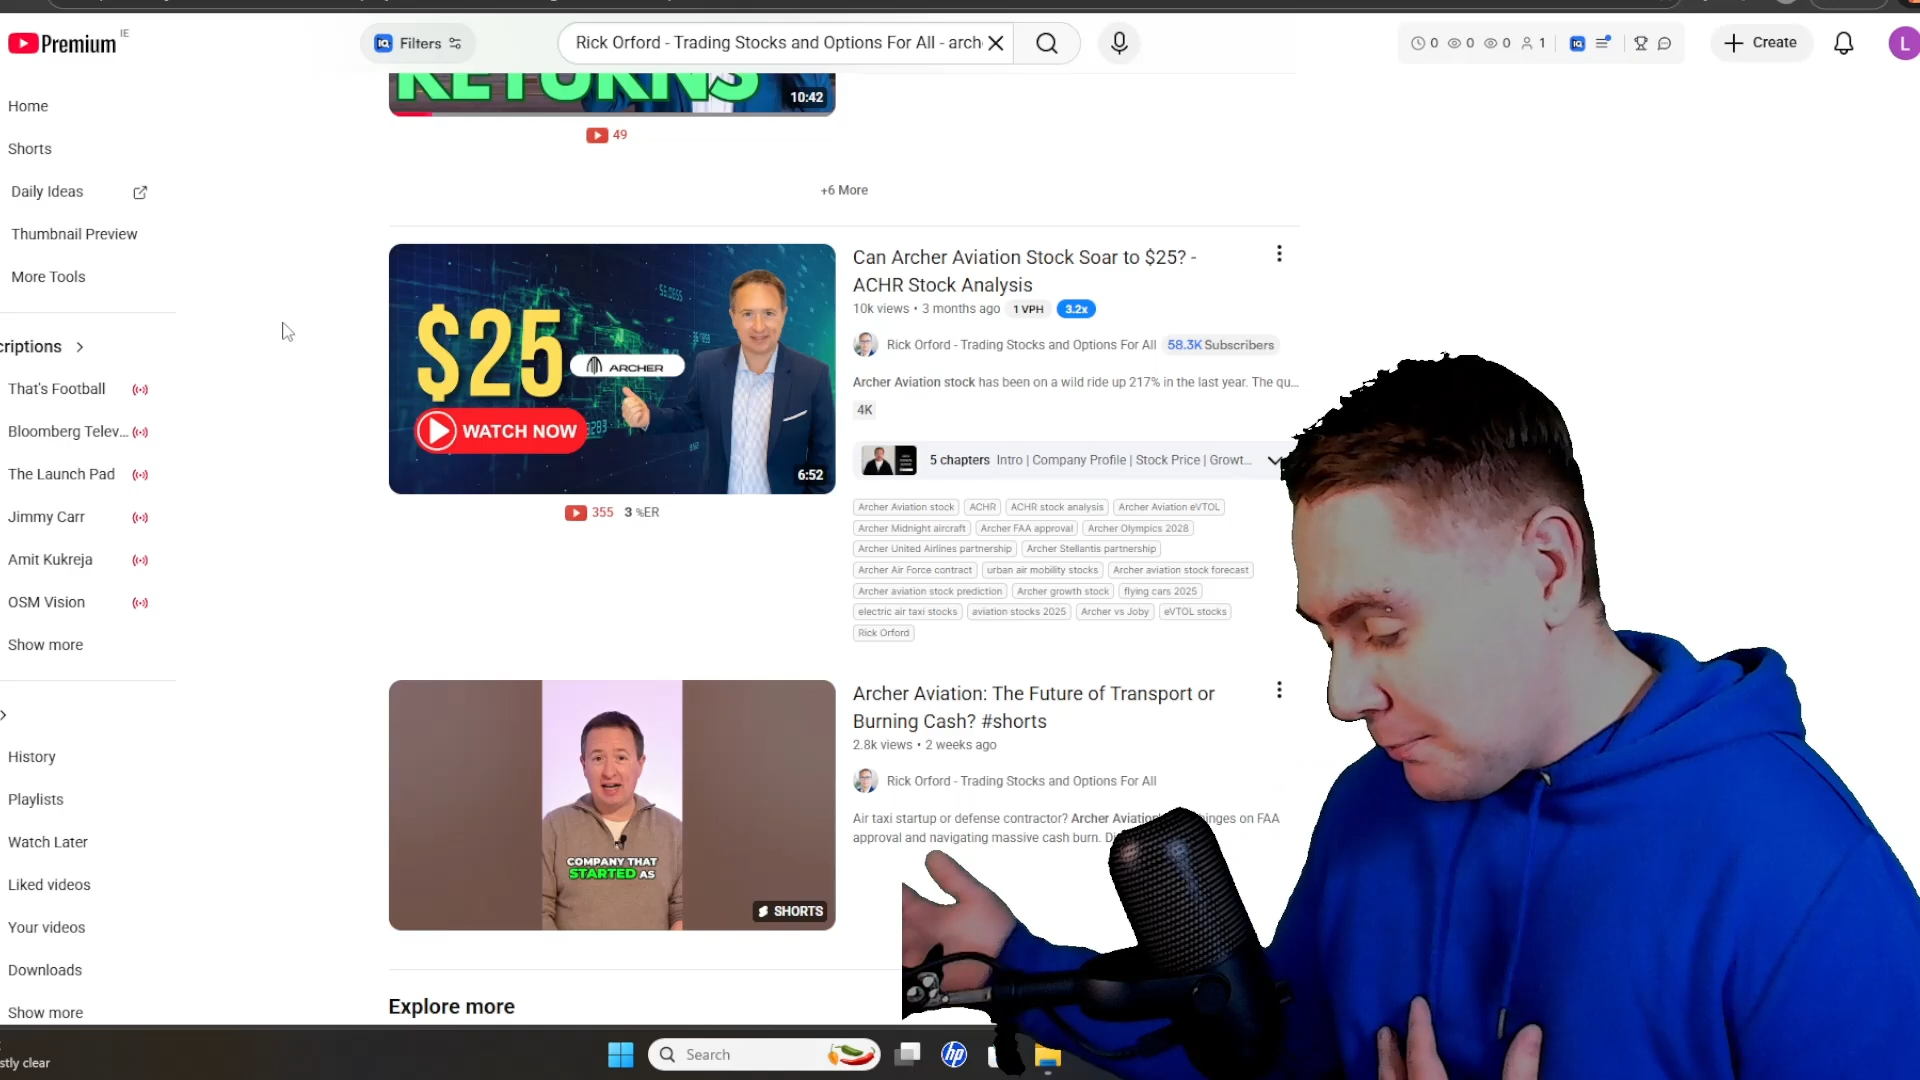 Premium IE
Filters
Rick Orford - Trading Stocks and Options For All - arch
0 0 0 1
Create
L
Home
Shorts
Daily Ideas
Thumbnail Preview
More Tools
criptions
That's Football
Bloomberg Telev...
The Launch Pad
Jimmy Carr
Amit Kukreja
OSM Vision
Show more
History
Playlists
Watch Later
Liked videos
Your videos
Downloads
Show more
RETURNS
10:42
49
+6 More
$25
ARCHER
WATCH NOW
6:52
355 3 %ER
Can Archer Aviation Stock Soar to $25? -
ACHR Stock Analysis
10k views • 3 months ago 1 VPH 3.2x
Rick Orford - Trading Stocks and Options For All 58.3K Subscribers
Archer Aviation stock has been on a wild ride up 217% in the last year. The qu...
4K
5 chapters Intro | Company Profile | Stock Price | Growt...
Archer Aviation stock ACHR ACHR stock analysis Archer Aviation eVTOL
Archer Midnight aircraft Archer FAA approval Archer Olympics 2028
Archer United Airlines partnership Archer Stellantis partnership
Archer Air Force contract urban air mobility stocks Archer aviation stock forecast
Archer aviation stock prediction Archer growth stock flying cars 2025
electric air taxi stocks aviation stocks 2025 Archer vs Joby eVTOL stocks
Rick Orford
COMPANY THAT
STARTED AS
SHORTS
Archer Aviation: The Future of Transport or
Burning Cash? #shorts
2.8k views • 2 weeks ago
Rick Orford - Trading Stocks and Options For All
Air taxi startup or defense contractor? Archer Aviation inges on FAA
approval and navigating massive cash burn.
Explore more
stly clear
Search
hp